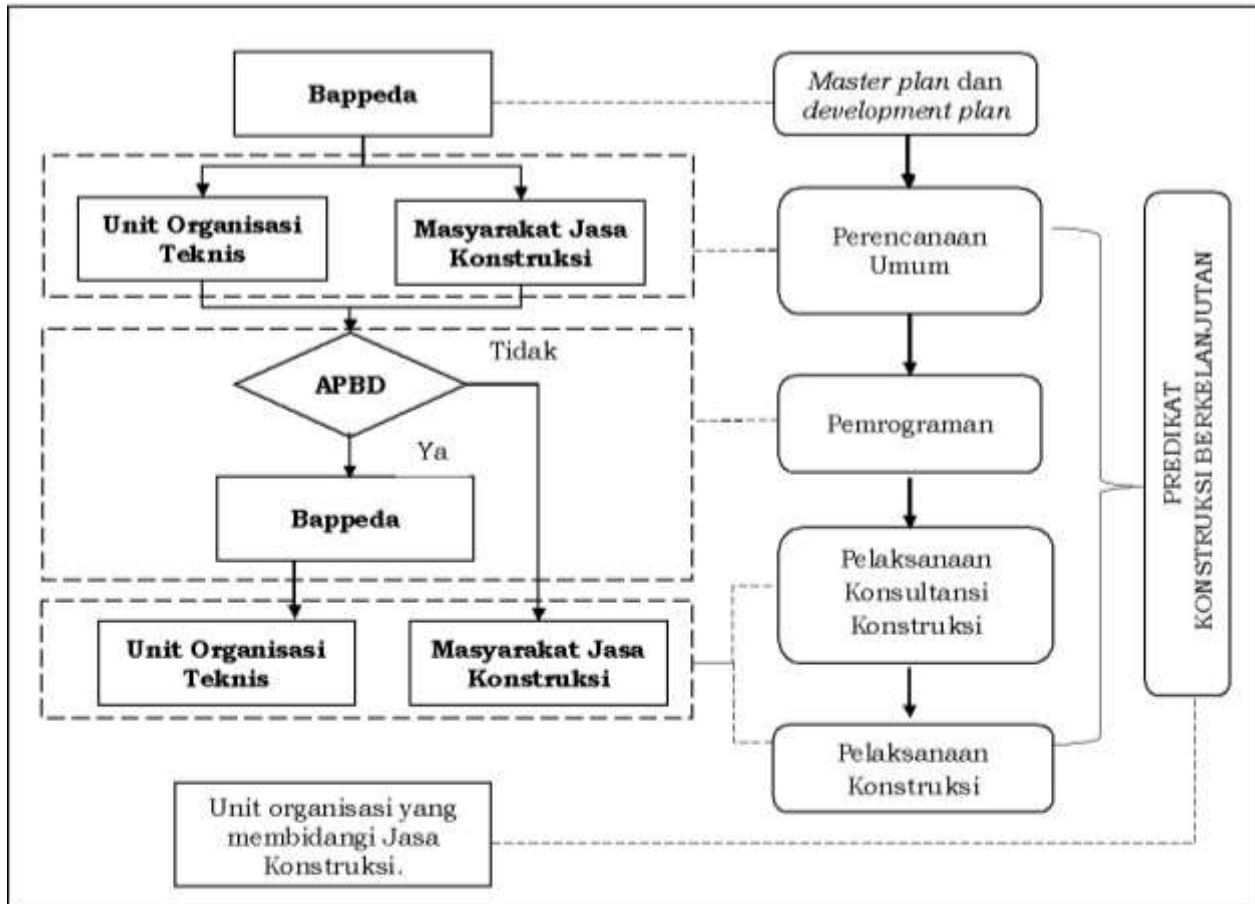 Bappeda
Master plan dan
development plan
Unit Organisasi
Teknis
Masyarakat Jasa
Konstruksi
Perencanaan
Umum
Tidak
APBD
Ya
Pemrograman
Bappeda
Pelaksanaan
Konsultansi
Konstruksi
Unit Organisasi
Teknis
Masyarakat Jasa
Konstruksi
Pelaksanaan
Konstruksi
Unit organisasi yang
membidangi Jasa
Konstruksi.
PREDIKAT
KONSTRUKSI BERKELANJUTAN